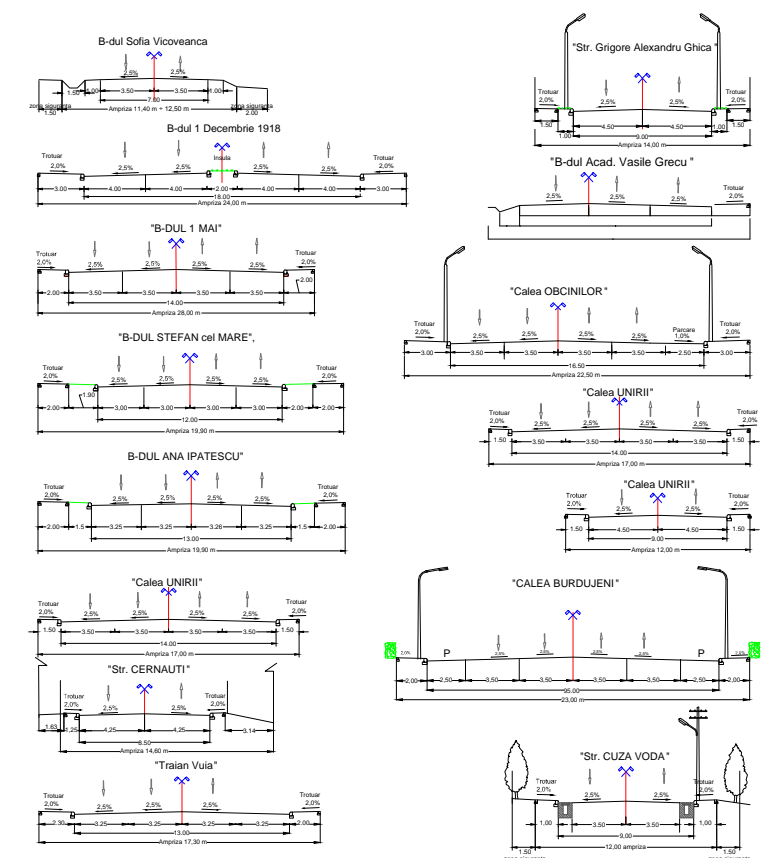 B-dul Sofia Vicoveanca
2,5% 2,5%
1.50 1.00 3.50 3.50 1.00
7.00
zona siguranta zona siguranta
Ampriza 11,40 m ÷ 12,50 m
1.50 2.00
B-dul 1 Decembrie 1918
Insula
Trotuar Trotuar
2,0% 2,5% 2,5% 2,5% 2,5% 2,0%
3.00 4.00 4.00 2.00 4.00 4.00 3.00
18.00
Ampriza 24,00 m
"B-DUL 1 MAI"
Trotuar Trotuar
2,0% 2,5% 2,5% 2,5% 2,5% 2,0%
2.00
2.00 3.50 3.50 3.50 3.50
14.00
Ampriza 28,00 m
"B-DUL STEFAN cel MARE",
Trotuar Trotuar
2,0% 2,5% 2,5% 2,5% 2,5% 2,0%
1.90
2.00 3.00 3.00 3.00 3.00 2.00 2.00
12.00
Ampriza 19,90 m
B-DUL ANA IPATESCU"
Trotuar Trotuar
2,0% 2,5% 2,5% 2,5% 2,5% 2,0%
2.00 1.5 3.25 3.25 3.26 3.25 1.5 2.00
13.00
Ampriza 19,90 m
"Calea UNIRII"
Trotuar Trotuar
2,0% 2,5% 2,5% 2,5% 2,5% 2,0%
1.50 3.50 3.50 3.50 3.50 1.50
14.00
Ampriza 17,00 m
"Str. CERNAUTI"
Trotuar Trotuar
2,0% 2,5% 2,5% 2,0%
1.63 1,25 4,25 4,25 3.14
8.50
Ampriza 14,60 m
"Traian Vuia"
Trotuar Trotuar
2,0% 2,5% 2,5% 2,5% 2,5% 2,0%
2.30 3.25 3.25 3.25 3.25 2.00
13.00
Ampriza 17,30 m
"Str. Grigore Alexandru Ghica"
Trotuar Trotuar
2,0% 2,5% 2,5% 2,0%
1.50 4.50 4.50 1.50
1.00 9.00 1.00
Ampriza 14,00 m
"B-dul Acad. Vasile Grecu"
Trotuar
2,5% 2,5% 2,0%
"Calea OBCINILOR"
Trotuar Parcare Trotuar
2,0% 2,5% 2,5% 2,5% 2,5% 1,0% 2,0%
3.00 3.50 3.50 3.50 3.50 2.50 3.00
16.50
Ampriza 22,50 m
"Calea UNIRII"
Trotuar Trotuar
2,0% 2,5% 2,5% 2,5% 2,5% 2,0%
1.50 3.50 3.50 3.50 3.50 1.50
14.00
Ampriza 17,00 m
"Calea UNIRII"
Trotuar Trotuar
2,0% 2,5% 2,5% 2,0%
1.50 4.50 4.50 1.50
9.00
Ampriza 12,00 m
"CALEA BURDUJENI"
P P
2,0% 2,5% 2,5% 2,5% 2,5% 2,0%
2,00 2,50 3,50 3,50 3,50 3,50 2,50 2,00
95.00
23,00 m
"Str. CUZA VODA"
Trotuar Trotuar
2,0% 2,5% 2,5% 2,0%
1,00 3.50 3.50 1,00
9,00
12,00 ampriza
1.50 1.50